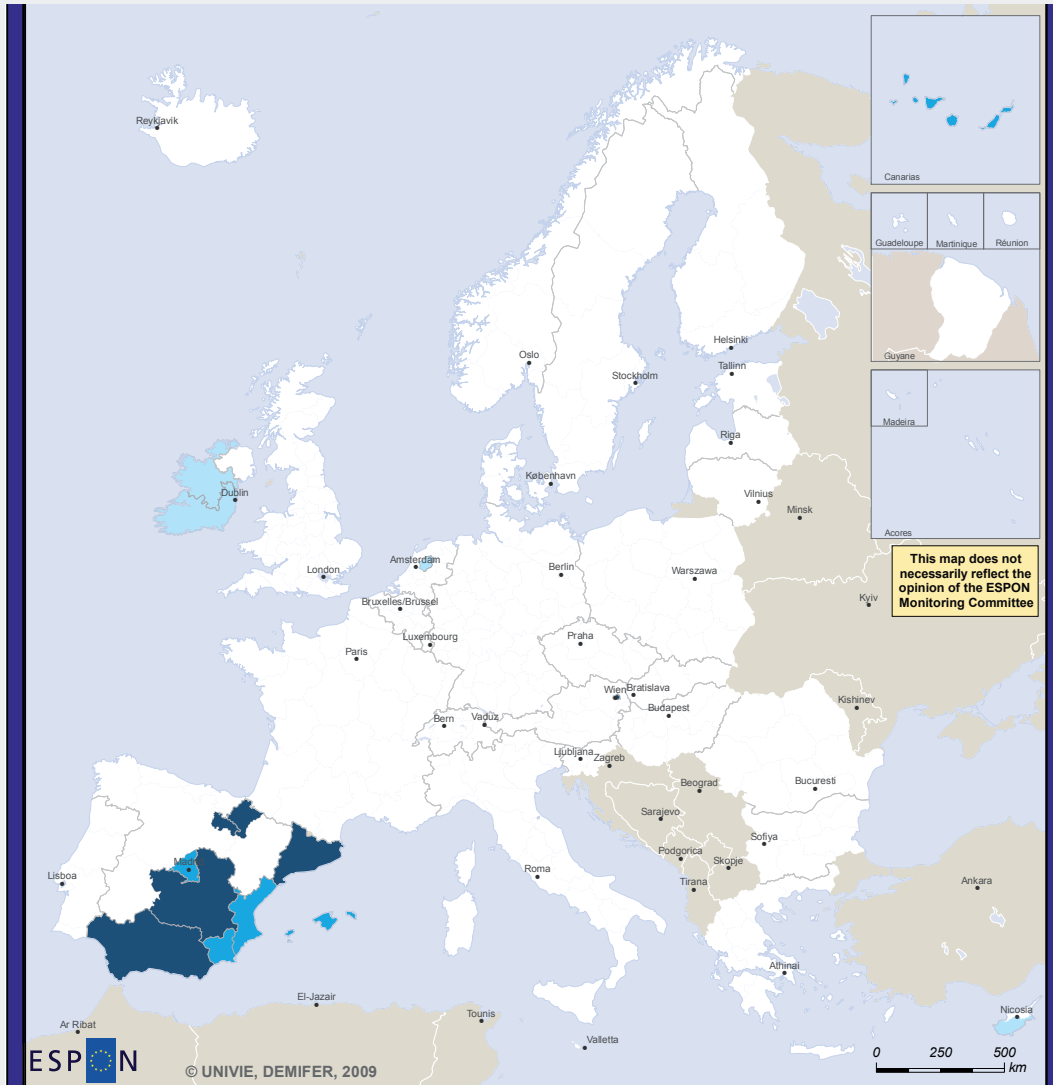 Reykjavik
Canarias
Guadeloupe
Martinique
Réunion
Guyane
Helsinki
Oslo
Tallinn
Stockholm
Madeira
Riga
København
Dublin
Vilnius
Minsk
Acores
This map does not
necessarily reflect the
opinion of the ESPON
Monitoring Committee
Amsterdam
London
Berlin
Warszawa
Kyiv
Bruxelles/Brussel
Luxembourg
Praha
Paris
Wien
Bratislava
Kishinev
Budapest
Bern
Vaduz
Ljubljana
Zagreb
Beograd
Bucuresti
Sarajevo
Sofiya
Podgorica
Skopje
Madrid
Lisboa
Roma
Tirana
Ankara
Athinai
El-Jazair
Tounis
Nicosia
Ar Ribat
Valletta
0 250 500
km
ESPON
© UNIVIE, DEMIFER, 2009